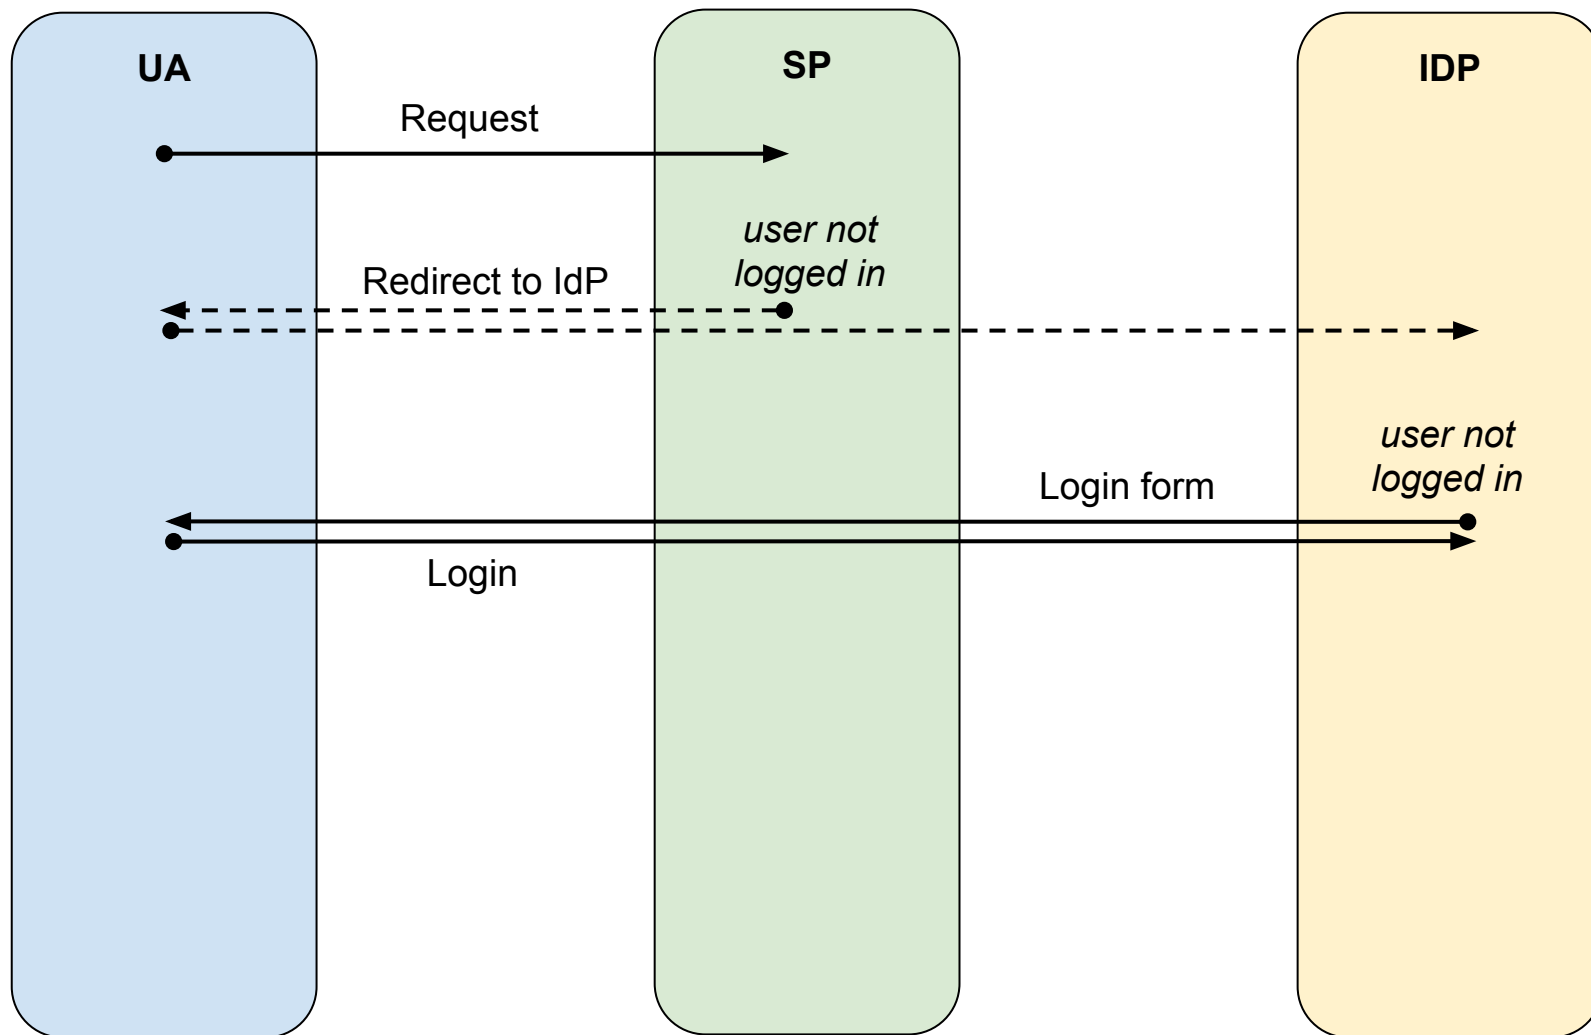 UA
SP
IDP
Request
user not
logged in
Redirect to IdP
user not
logged in
Login form
Login